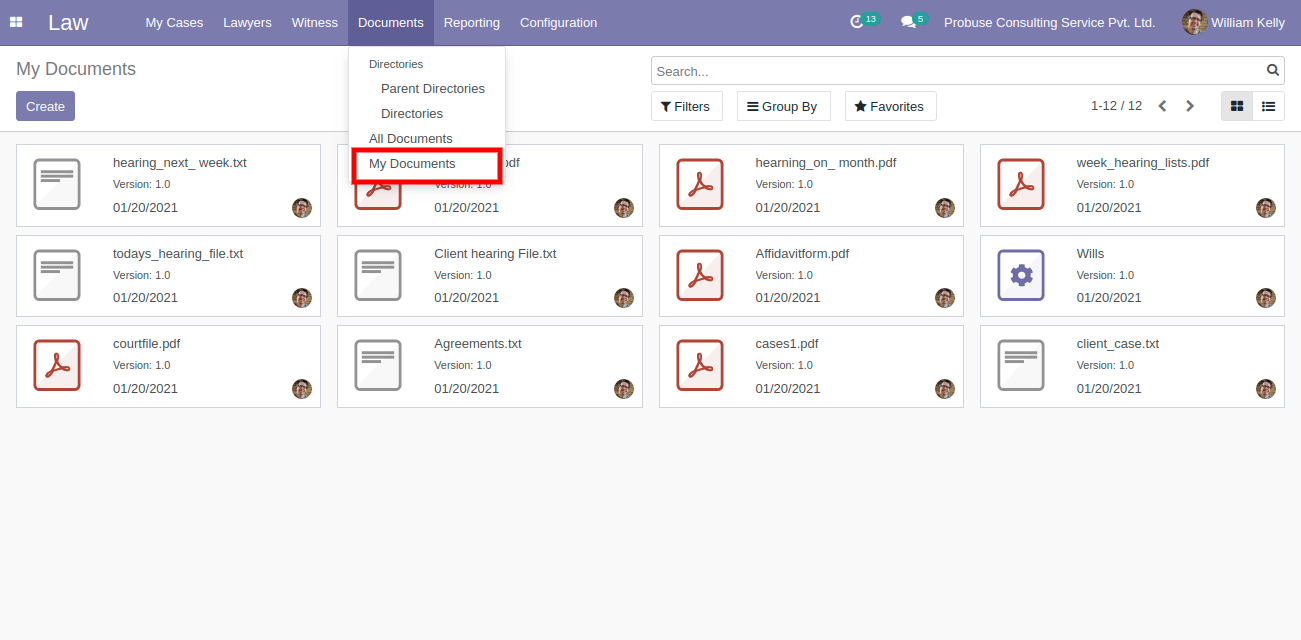 Law My Cases Lawyers Witness Documents Reporting Configuration 13 5 Probuse Consulting Service Pvt. Ltd. William Kelly
My Documents
Search...
Create
Filters Group By Favorites 1-12 / 12
Directories
Parent Directories
Directories
All Documents
My Documents
hearing_next_ week.txt
Version: 1.0
01/20/2021
pdf
Version: 1.0
01/20/2021
hearning_on_ month.pdf
Version: 1.0
01/20/2021
week_hearing_lists.pdf
Version: 1.0
01/20/2021
todays_hearing_file.txt
Version: 1.0
01/20/2021
Client hearing File.txt
Version: 1.0
01/20/2021
Affidavitform.pdf
Version: 1.0
01/20/2021
Wills
Version: 1.0
01/20/2021
courtfile.pdf
Version: 1.0
01/20/2021
Agreements.txt
Version: 1.0
01/20/2021
cases1.pdf
Version: 1.0
01/20/2021
client_case.txt
Version: 1.0
01/20/2021